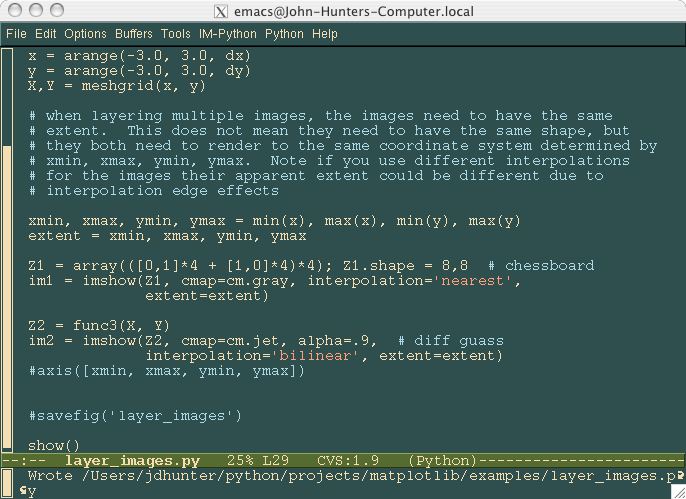 emacs@John-Hunters-Computer.local
File Edit Options Buffers Tools IM-Python Python Help
x = arange(-3.0, 3.0, dx)
y = arange(-3.0, 3.0, dy)
X,Y = meshgrid(x, y)
# when layering multiple images, the images need to have the same
# extent.  This does not mean they need to have the same shape, but
# they both need to render to the same coordinate system determined by
# xmin, xmax, ymin, ymax.  Note if you use different interpolations
# for the images their apparent extent could be different due to
# interpolation edge effects
xmin, xmax, ymin, ymax = min(x), max(x), min(y), max(y)
extent = xmin, xmax, ymin, ymax
Z1 = array(([0,1]*4 + [1,0]*4)*4); Z1.shape = 8,8  # chessboard
im1 = imshow(Z1, cmap=cm.gray, interpolation='nearest',
             extent=extent)
Z2 = func3(X, Y)
im2 = imshow(Z2, cmap=cm.jet, alpha=.9,  # diff guass
             interpolation='bilinear', extent=extent)
#axis([xmin, xmax, ymin, ymax])
#savefig('layer_images')
show()
--:--  layer_images.py   25% L29   CVS:1.9   (Python)-----------------------
Wrote /Users/jdhunter/python/projects/matplotlib/examples/layer_images.p
y